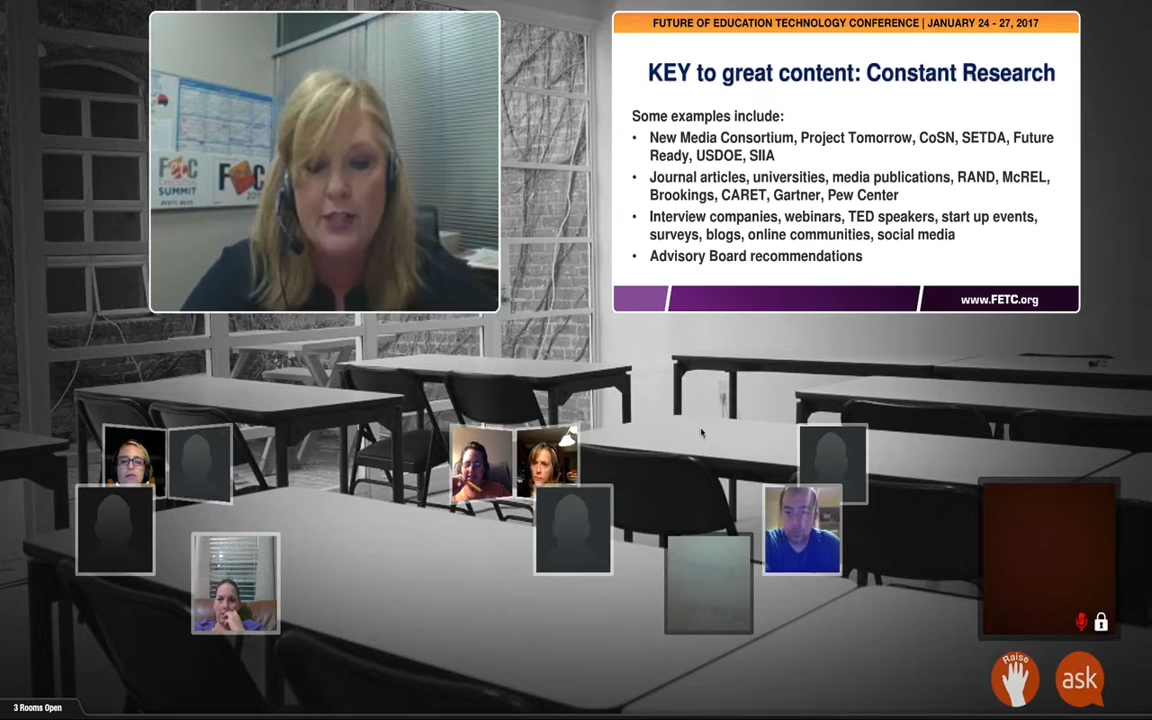 FUTURE OF EDUCATION TECHNOLOGY CONFERENCE | JANUARY 24 - 27, 2017
KEY to great content: Constant Research
Some examples include:
• New Media Consortium, Project Tomorrow, CoSN, SETDA, Future
Ready, USDOE, SIIA
• Journal articles, universities, media publications, RAND, McREL,
Brookings, CARET, Gartner, Pew Center
• Interview companies, webinars, TED speakers, start up events,
surveys, blogs, online communities, social media
• Advisory Board recommendations
www.FETC.org
FETC
SUMMIT
Raise
ask
3 Rooms Open